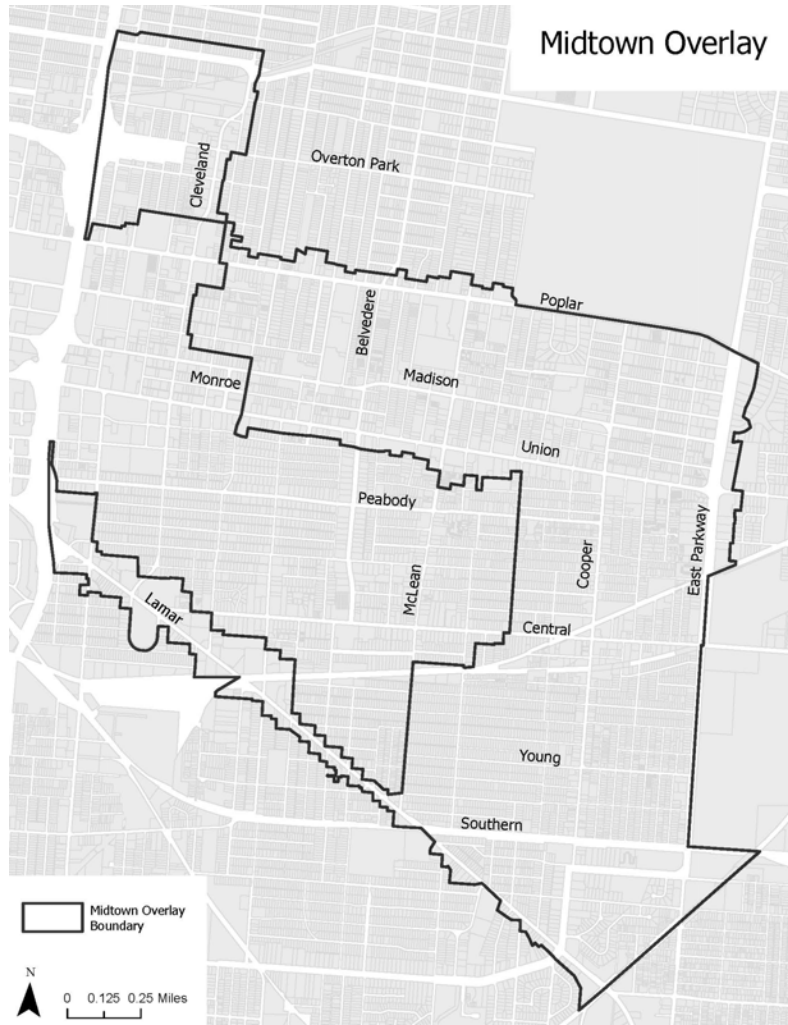 Midtown Overlay
Overton Park
Cleveland
Poplar
Belvedere
Madison
Monroe
Union
Peabody
East Parkway
Cooper
McLean
Lamar
Central
Young
Southern
Midtown Overlay
Boundary
N
0 0.125 0.25 Miles